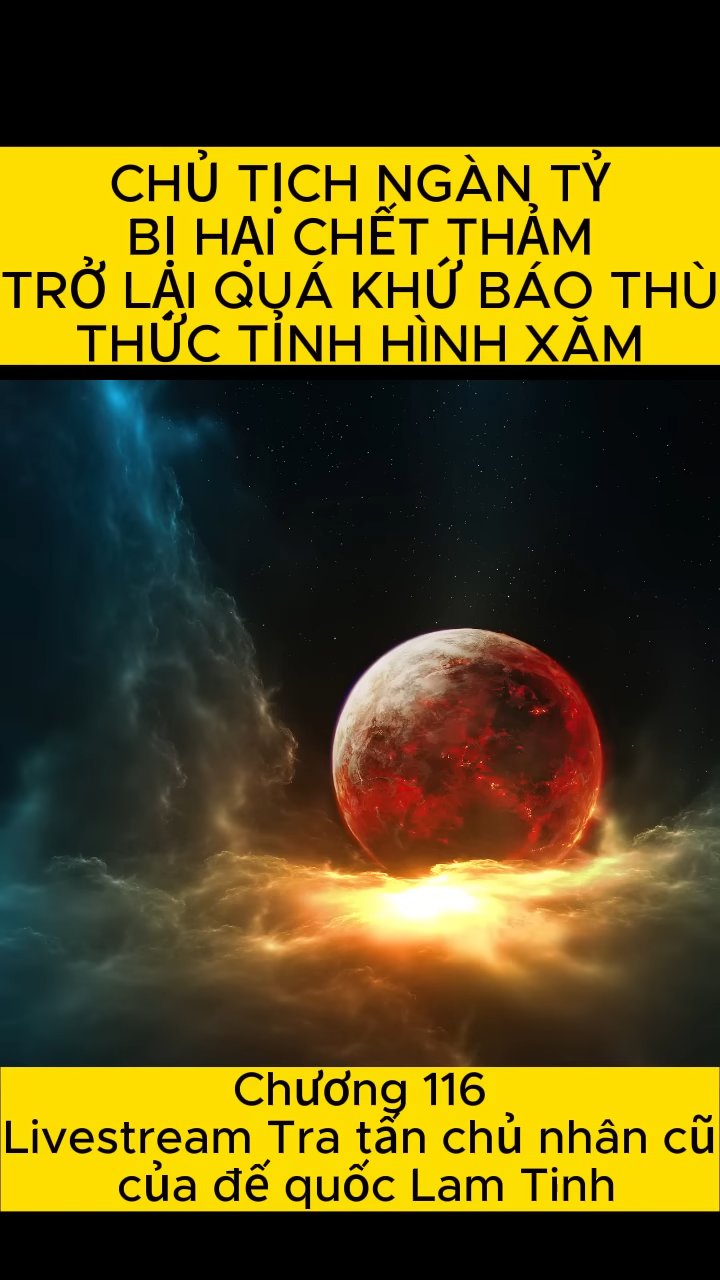 CHỦ TỊCH NGÀN TỶ
BỊ HẠI CHẾT THẢM
TRỞ LẠI QUÁ KHỨ BÁO THÙ
THỨC TỈNH HÌNH XĂM
Chương 116
Livestream Tra tấn chủ nhân cũ
của đế quốc Lam Tinh